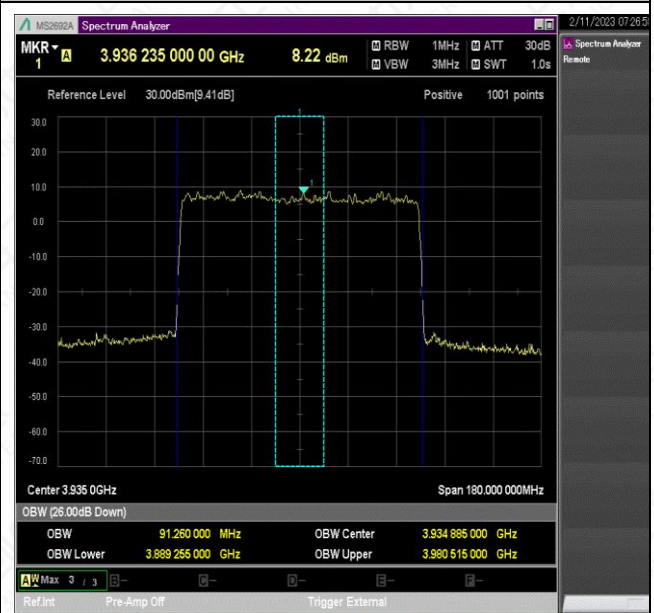 MS2692A Spectrum Analyzer
2/11/2023 07:26:5
MKR 1 A 3.936 235 000 00 GHz 8.22 dBm
M RBW 1MHz M ATT 30dB
M VBW 3MHz M SWT 1.0s
Spectrum Analyzer
Remote
Reference Level 30.00dBm[9.41dB] Positive 1001 points
1
30.0
20.0
10.0
1
0.0
-10.0
-20.0
-30.0
-40.0
-50.0
-60.0
-70.0
Center 3.935 0GHz Span 180.000 000MHz
OBW (26.00dB Down)
OBW 91.260 000 MHz OBW Center 3.934 885 000 GHz
OBW Lower 3.889 255 000 GHz OBW Upper 3.980 515 000 GHz
A W Max 3 / 3 B- C- D- E- F-
Ref.Int Pre-Amp Off Trigger External